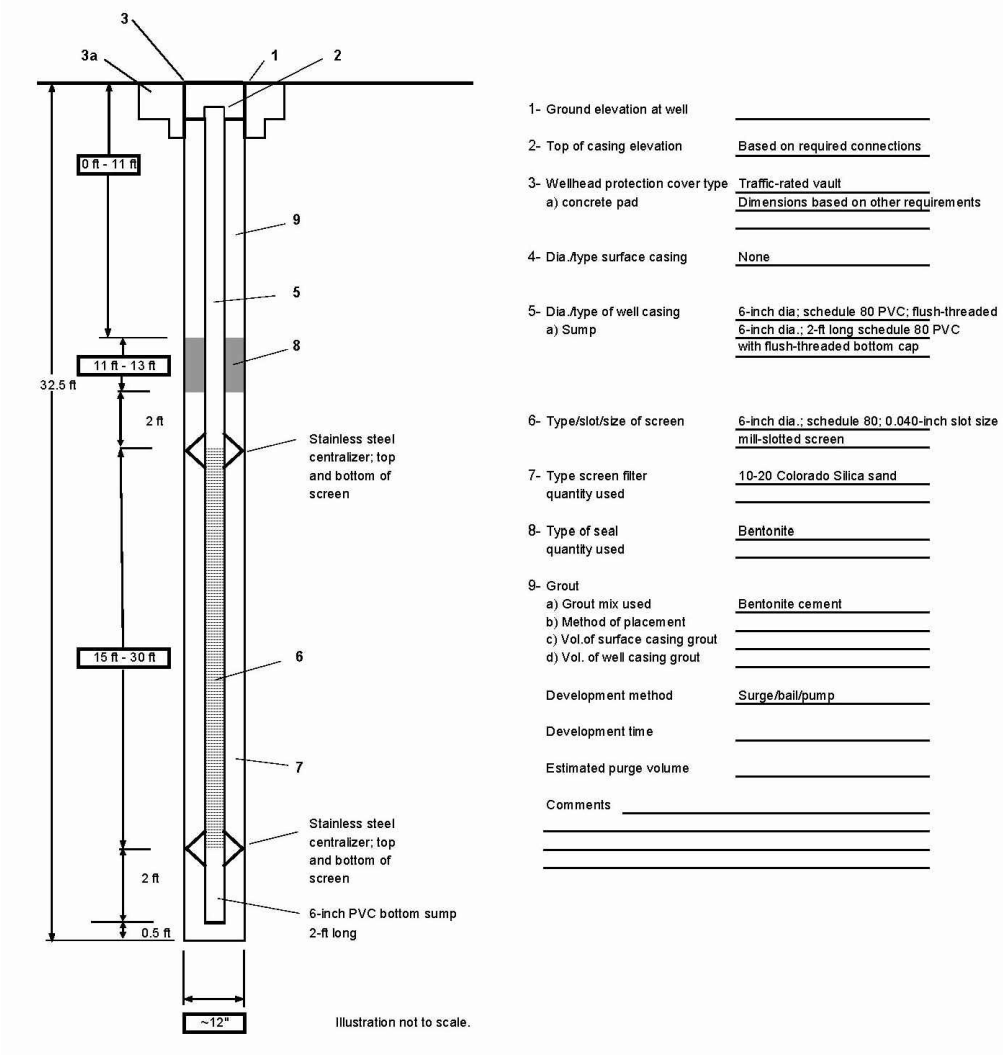 3
3a
1
2
0 ft - 11 ft
9
5
8
11 ft - 13 ft
32.5 ft
2 ft
Stainless steel
centralizer; top
and bottom of
screen
15 ft - 30 ft
6
7
Stainless steel
centralizer; top
and bottom of
screen
2 ft
6-inch PVC bottom sump
2-ft long
0.5 ft
~12"
Illustration not to scale.
1- Ground elevation at well
2- Top of casing elevation Based on required connections
3- Wellhead protection cover type Traffic-rated vault
a) concrete pad Dimensions based on other requirements
4- Dia./type surface casing None
5- Dia./type of well casing 6-inch dia; schedule 80 PVC; flush-threaded
a) Sump 6-inch dia.; 2-ft long schedule 80 PVC
with flush-threaded bottom cap
6- Type/slot/size of screen 6-inch dia.; schedule 80; 0.040-inch slot size
mill-slotted screen
7- Type screen filter 10-20 Colorado Silica sand
quantity used
8- Type of seal Bentonite
quantity used
9- Grout
a) Grout mix used Bentonite cement
b) Method of placement
c) Vol.of surface casing grout
d) Vol. of well casing grout
Development method Surge/bail/pump
Development time
Estimated purge volume
Comments